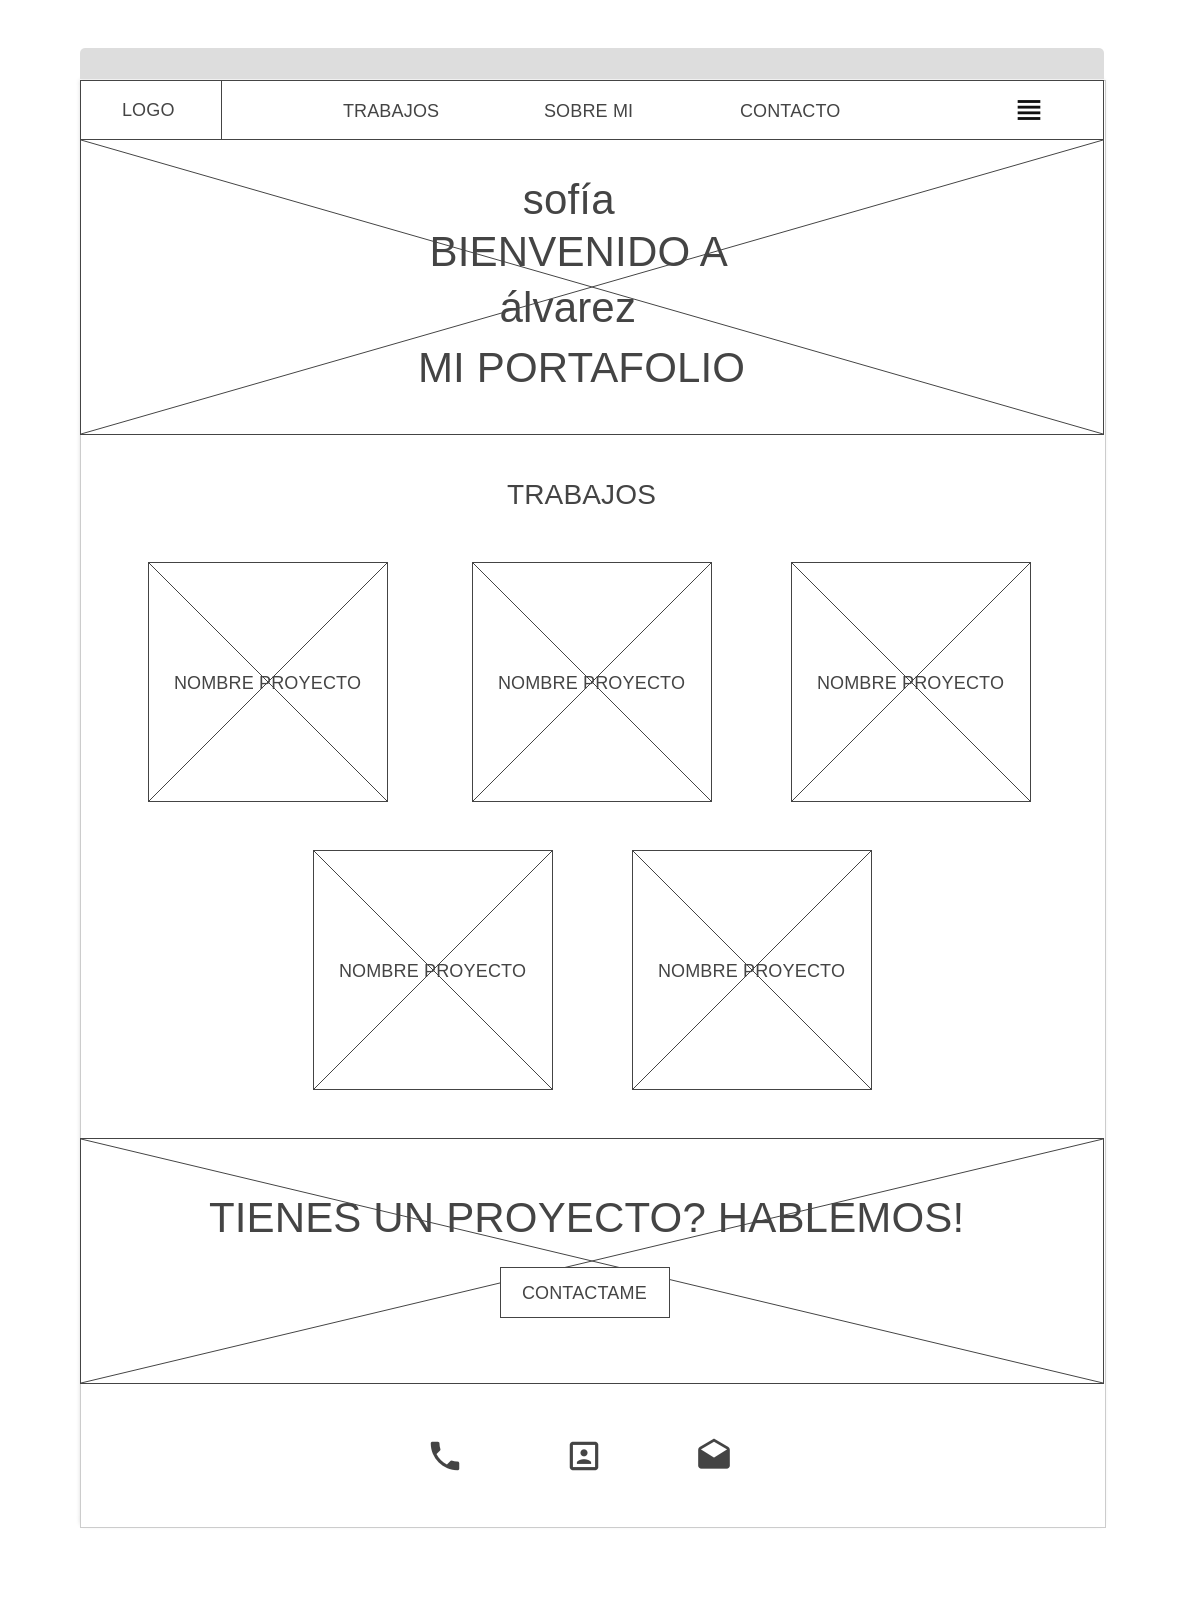 LOGO
TRABAJOS
SOBRE MI
CONTACTO
sofía
BIENVENIDO A
álvarez
MI PORTAFOLIO
TRABAJOS
NOMBRE PROYECTO
NOMBRE PROYECTO
NOMBRE PROYECTO
NOMBRE PROYECTO
NOMBRE PROYECTO
TIENES UN PROYECTO? HABLEMOS!
CONTACTAME